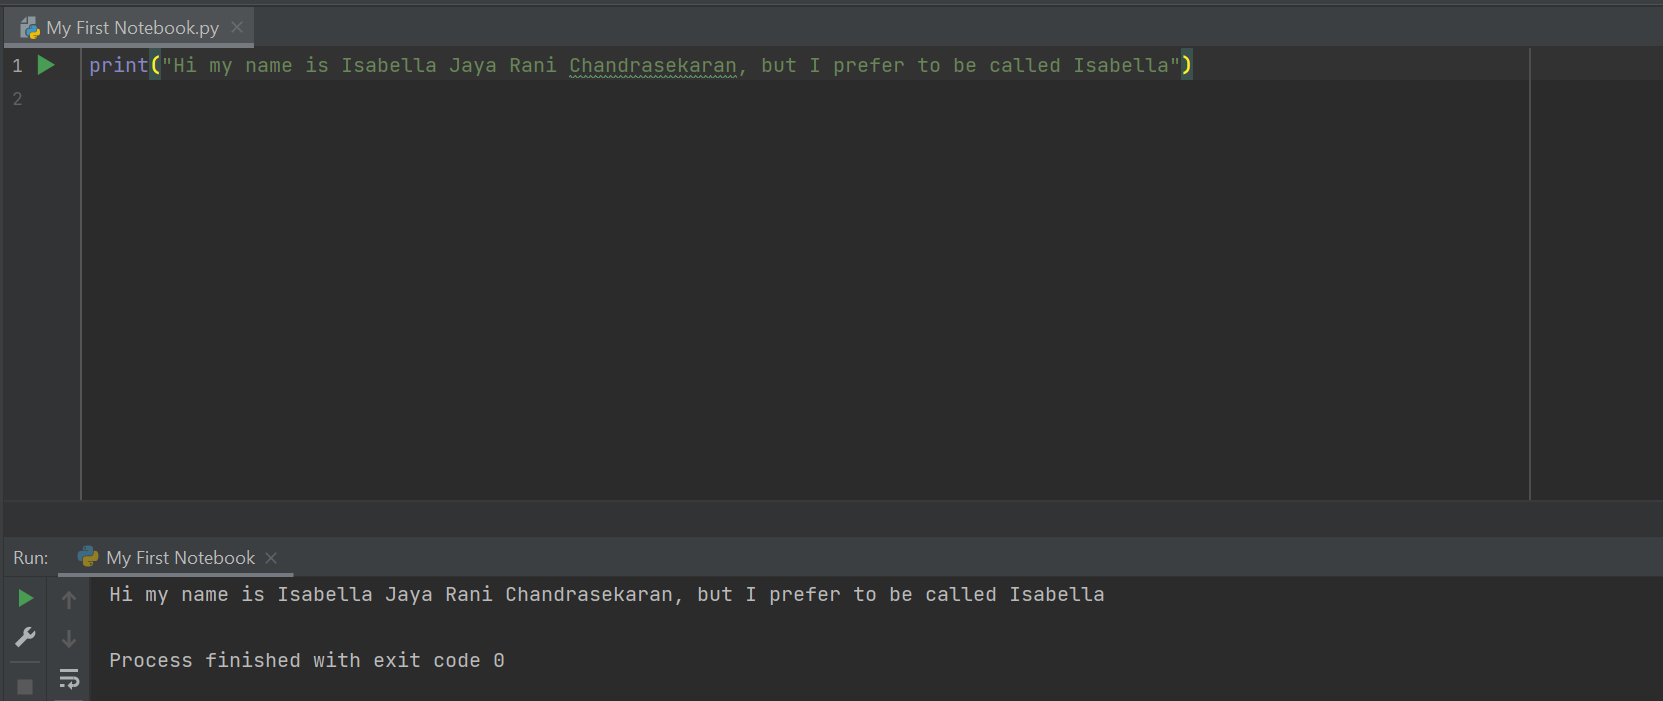 My First Notebook.py
1 print("Hi my name is Isabella Jaya Rani Chandrasekaran, but I prefer to be called Isabella")
2
Run: My First Notebook
Hi my name is Isabella Jaya Rani Chandrasekaran, but I prefer to be called Isabella
Process finished with exit code 0